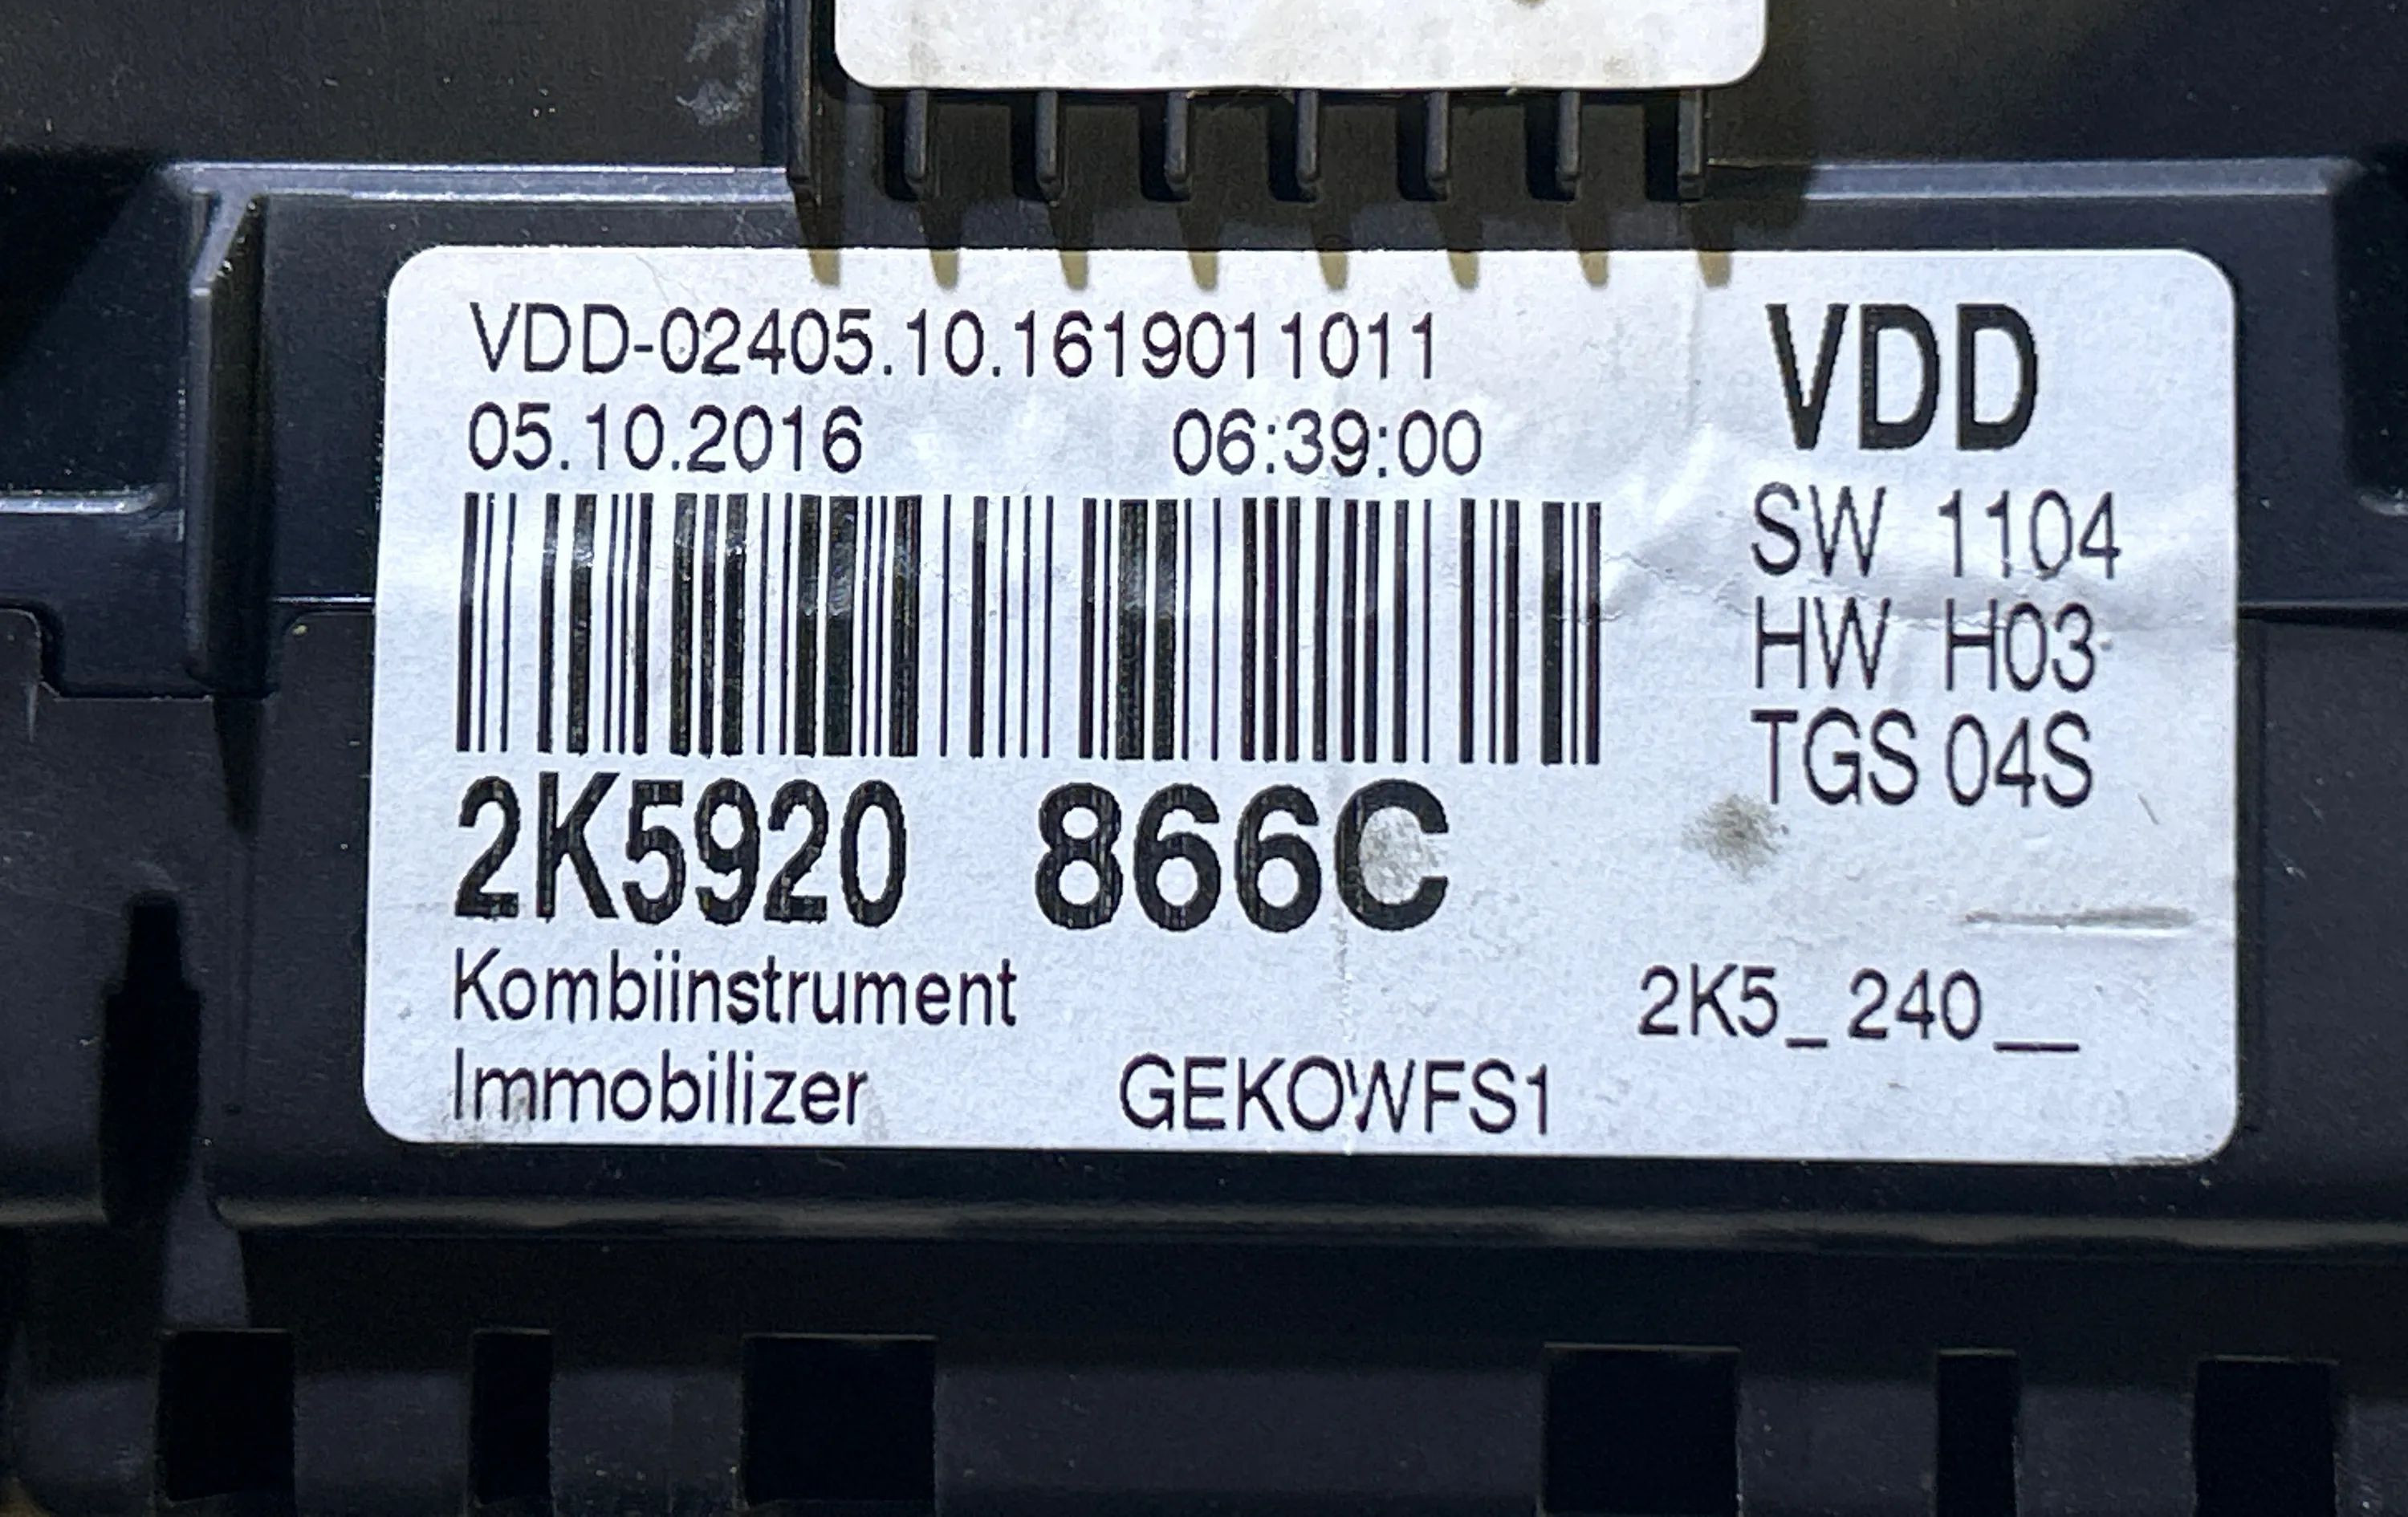 VDD-02405.10.1619011011
05.10.2016 06:39:00
2K5920 866C
Kombiinstrument
Immobilizer GEKOWFS1
VDD
SW 1104
HW H03
TGS 04S
2K5_240__